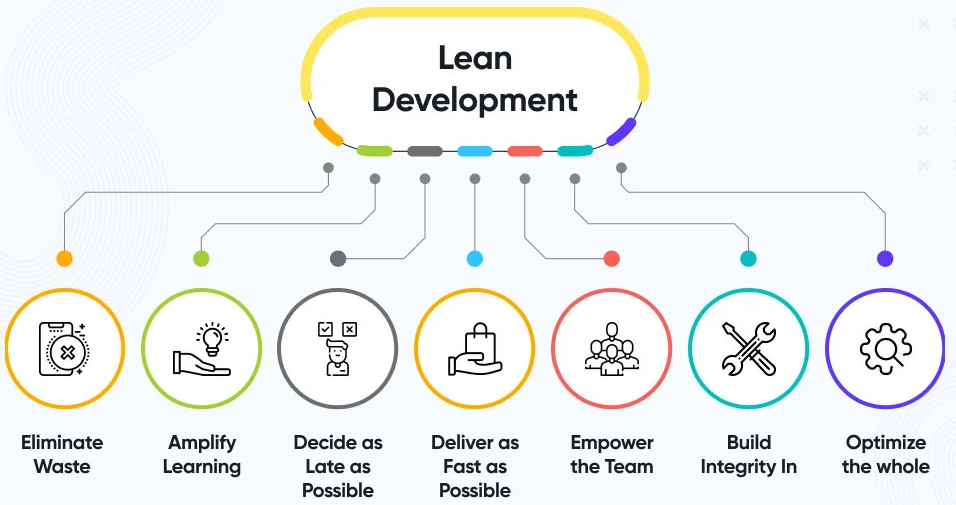 Lean
Development
Eliminate
Waste
Amplify
Learning
Decide as
Late as
Possible
Deliver as
Fast as
Possible
Empower
the Team
Build
Integrity In
Optimize
the whole